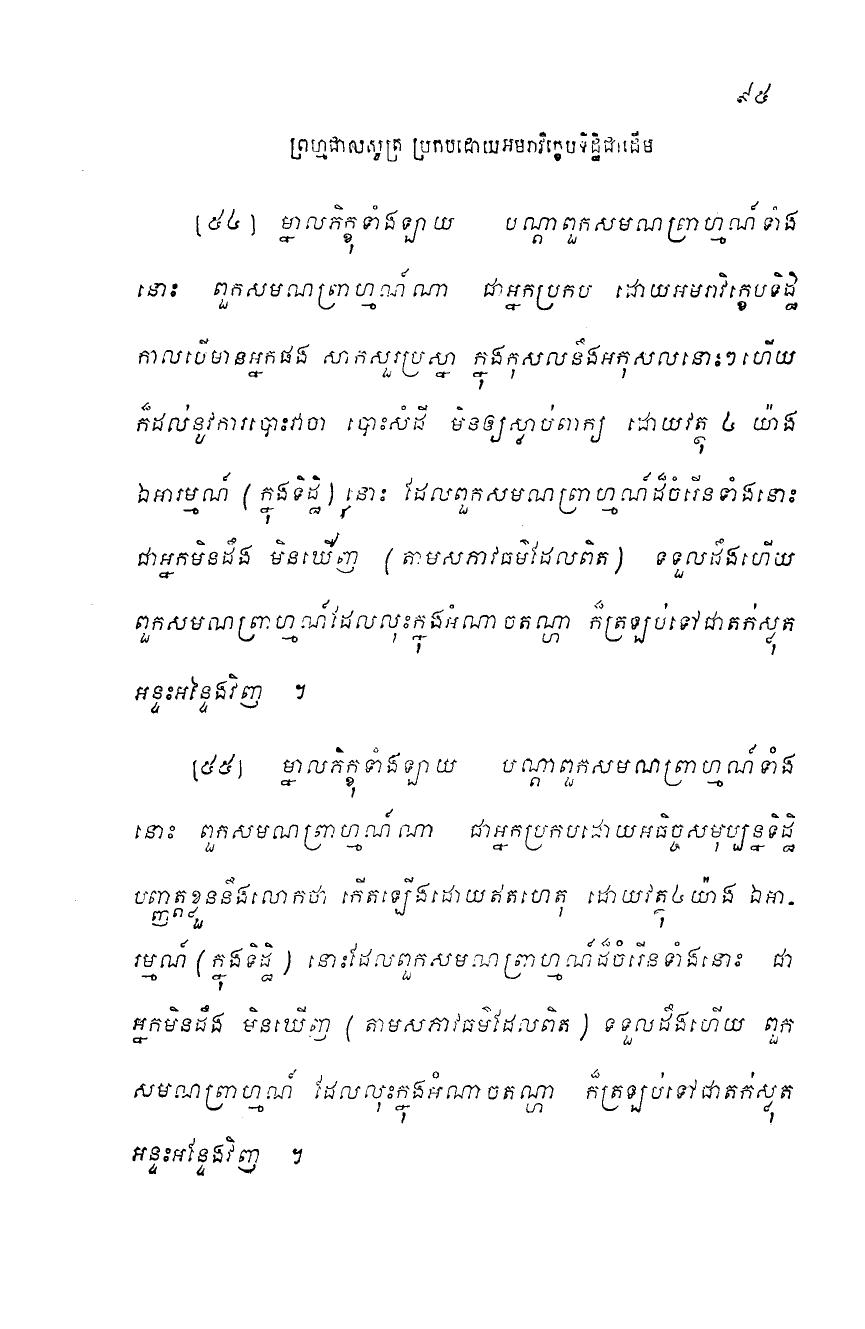 ៩៥
ព្រហ្មជាលសូត្រ ប្រកបដោយអមរាវិក្ខេបទិដ្ឋិជាដើម
[៥៤] ម្នាលភិក្ខុទាំងឡាយ បណ្តាពួកសមណព្រាហ្មណ៍ទាំង
នោះ ពួកសមណព្រាហ្មណ៍ណា ជាអ្នកប្រកប ដោយអមរាវិក្ខេបទិដ្ឋិ
កាលបើមានអ្នកផង សាកសួរប្រស្នា ក្នុងកុសលនឹងអកុសលនោះៗ ហើយ
ក៏ដល់នូវការបោះវាចា បោះសំដី មិនឲ្យស្ទាប់ពាក្យ ដោយវត្ថុ ៤ យ៉ាង
ឯអារម្មណ៍ (ក្នុងទិដ្ឋិ) នុ៎ះ ដែលពួកសមណព្រាហ្មណ៍ដ៏ចំរើនទាំងនោះ
ជាអ្នកមិនដឹង មិនឃើញ (តាមសភាវធម៌ដែលពិត) ទទួលដឹងហើយ
ពួកសមណព្រាហ្មណ៍ដែលលុះក្នុងអំណាចតណ្ហា ក៏ត្រឡប់ទៅជាតក់ស្លុត
អន្ទះអន្ទែងវិញ ។
[៥៥] ម្នាលភិក្ខុទាំងឡាយ បណ្តាពួកសមណព្រាហ្មណ៍ទាំង
នោះ ពួកសមណព្រាហ្មណ៍ណា ជាអ្នកប្រកបដោយអធិច្ចសមុប្បន្នទិដ្ឋិ
បញ្ញត្តខ្លួននឹងលោកថា កើតឡើងដោយឥតហេតុ ដោយវត្ថុ៤យ៉ាង ឯអា-
រម្មណ៍ (ក្នុងទិដ្ឋិ) នោះដែលពួកសមណព្រាហ្មណ៍ដ៏ចំរើនទាំងនោះ ជា
អ្នកមិនដឹង មិនឃើញ (តាមសភាវធម៌ដែលពិត) ទទួលដឹងហើយ ពួក
សមណព្រាហ្មណ៍ ដែលលុះក្នុងអំណាចតណ្ហា ក៏ត្រឡប់ទៅជាតក់ស្លុត
អន្ទះអន្ទែងវិញ ។